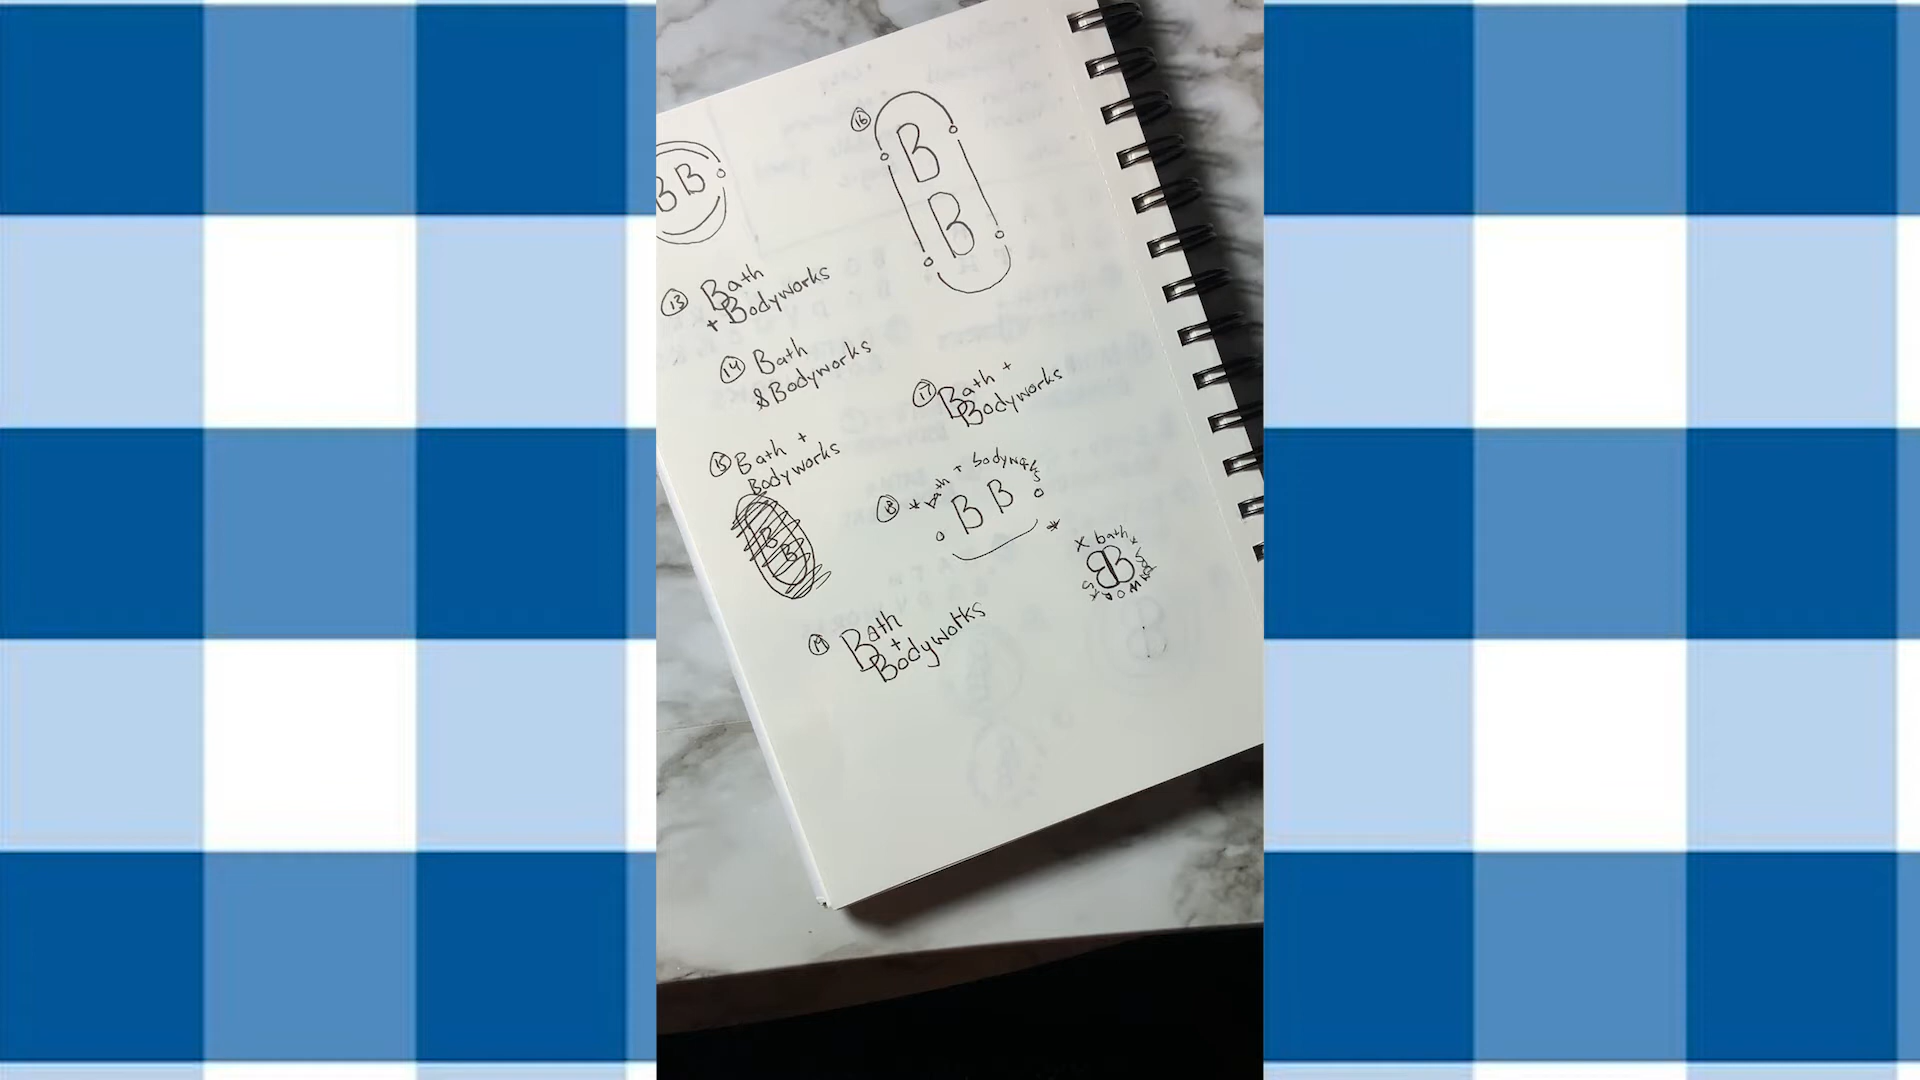 BB
13 Bath
+ Bodyworks
14 Bath
& Bodyworks
15 Bath +
Bodyworks
B
B
16
B
B
17 Bath +
Bodyworks
18 * bath + bodyworks
BB
*
x bath x
BB
bodyworks
19 Bath
+
Bodyworks